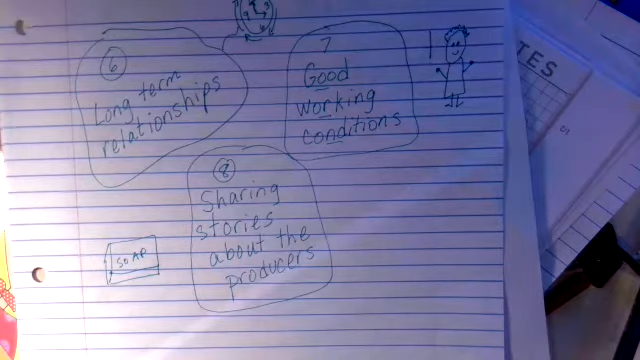 6
Long term
relationships
7
Good
working
conditions
8
Sharing
stories
about the
producers
SOAP
TES